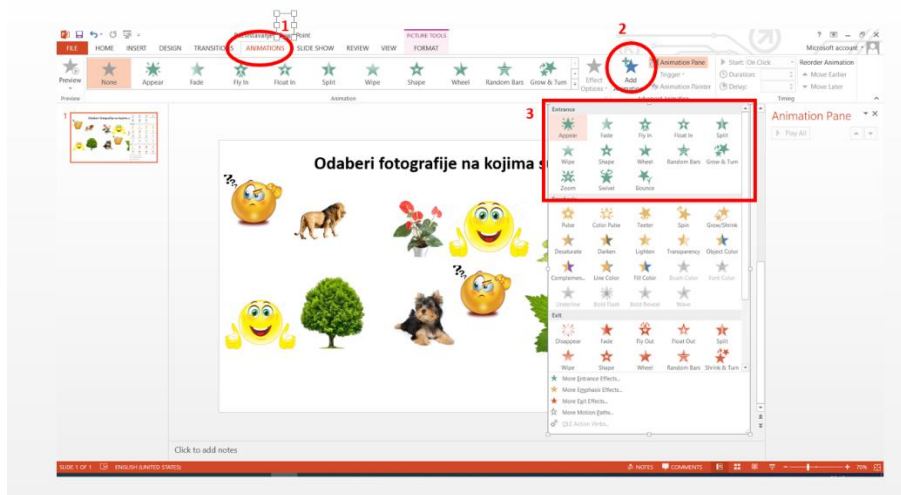 1
2
PICTURE TOOLS
FILE HOME INSERT DESIGN TRANSITIONS ANIMATIONS SLIDE SHOW REVIEW VIEW FORMAT
Microsoft account
Preview
None Appear Fade Fly In Float In Split Wipe Shape Wheel Random Bars Grow & Turn
Effect Options
Add Animation
Animation Pane
Trigger
Animation Painter
Start: On Click
Duration:
Delay:
Reorder Animation
Move Earlier
Move Later
Preview Animation Advanced Animation Timing
3
Entrance
Appear Fade Fly In Float In Split
Wipe Shape Wheel Random Bars Grow & Turn
Zoom Swivel Bounce
Pulse Color Pulse Teeter Spin Grow/Shrink
Desaturate Darken Lighten Transparency Object Color
Complemen... Line Color Fill Color Brush Color Font Color
Underline Bold Flash Bold Reveal Wave
Exit
Disappear Fade Fly Out Float Out Split
Wipe Shape Wheel Random Bars Shrink & Turn
More Entrance Effects...
More Emphasis Effects...
More Exit Effects...
More Motion Paths...
OLE Action Verbs...
Animation Pane
Play All
1
Odaberi fotografije na kojima s
???
???
Click to add notes
SLIDE 1 OF 1 ENGLISH (UNITED STATES) NOTES COMMENTS 76%